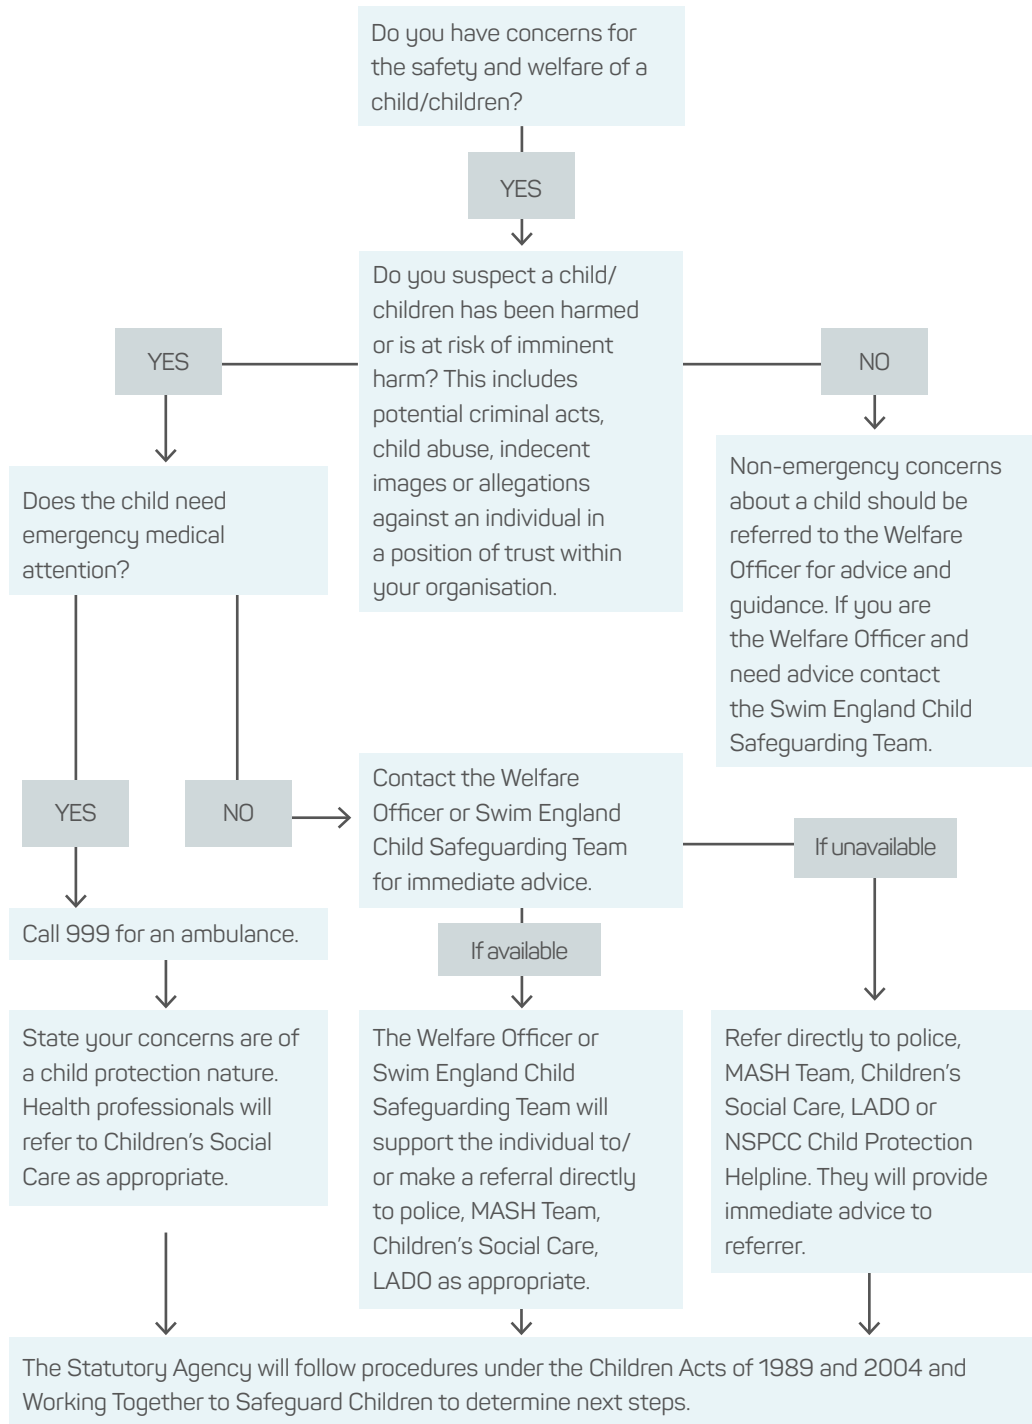 Do you have concerns for
the safety and welfare of a
child/children?
YES
Do you suspect a child/
children has been harmed
or is at risk of imminent
harm? This includes
potential criminal acts,
child abuse, indecent
images or allegations
against an individual in
a position of trust within
your organisation.
YES
NO
Does the child need
emergency medical
attention?
Non-emergency concerns
about a child should be
referred to the Welfare
Officer for advice and
guidance. If you are
the Welfare Officer and
need advice contact
the Swim England Child
Safeguarding Team.
YES
NO
Contact the Welfare
Officer or Swim England
Child Safeguarding Team
for immediate advice.
If unavailable
Call 999 for an ambulance.
If available
State your concerns are of
a child protection nature.
Health professionals will
refer to Children's Social
Care as appropriate.
The Welfare Officer or
Swim England Child
Safeguarding Team will
support the individual to/
or make a referral directly
to police, MASH Team,
Children's Social Care,
LADO as appropriate.
Refer directly to police,
MASH Team, Children's
Social Care, LADO or
NSPCC Child Protection
Helpline. They will provide
immediate advice to
referrer.
The Statutory Agency will follow procedures under the Children Acts of 1989 and 2004 and
Working Together to Safeguard Children to determine next steps.